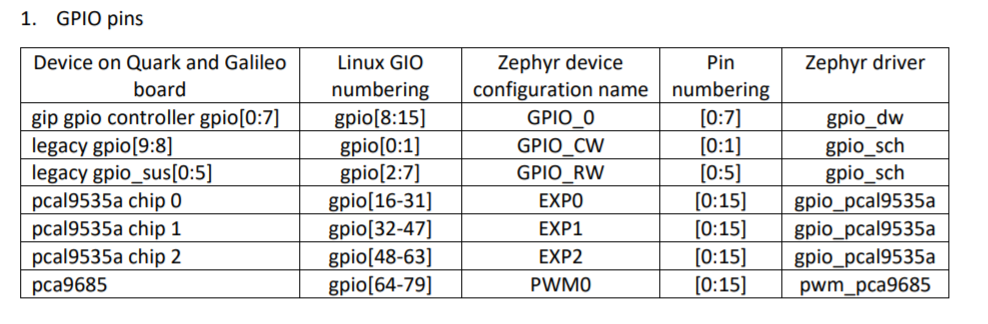 1. GPIO pins
Device on Quark and Galileo board | Linux GIO numbering | Zephyr device configuration name | Pin numbering | Zephyr driver
gip gpio controller gpio[0:7] | gpio[8:15] | GPIO_0 | [0:7] | gpio_dw
legacy gpio[9:8] | gpio[0:1] | GPIO_CW | [0:1] | gpio_sch
legacy gpio_sus[0:5] | gpio[2:7] | GPIO_RW | [0:5] | gpio_sch
pcal9535a chip 0 | gpio[16-31] | EXP0 | [0:15] | gpio_pcal9535a
pcal9535a chip 1 | gpio[32-47] | EXP1 | [0:15] | gpio_pcal9535a
pcal9535a chip 2 | gpio[48-63] | EXP2 | [0:15] | gpio_pcal9535a
pca9685 | gpio[64-79] | PWM0 | [0:15] | pwm_pca9685